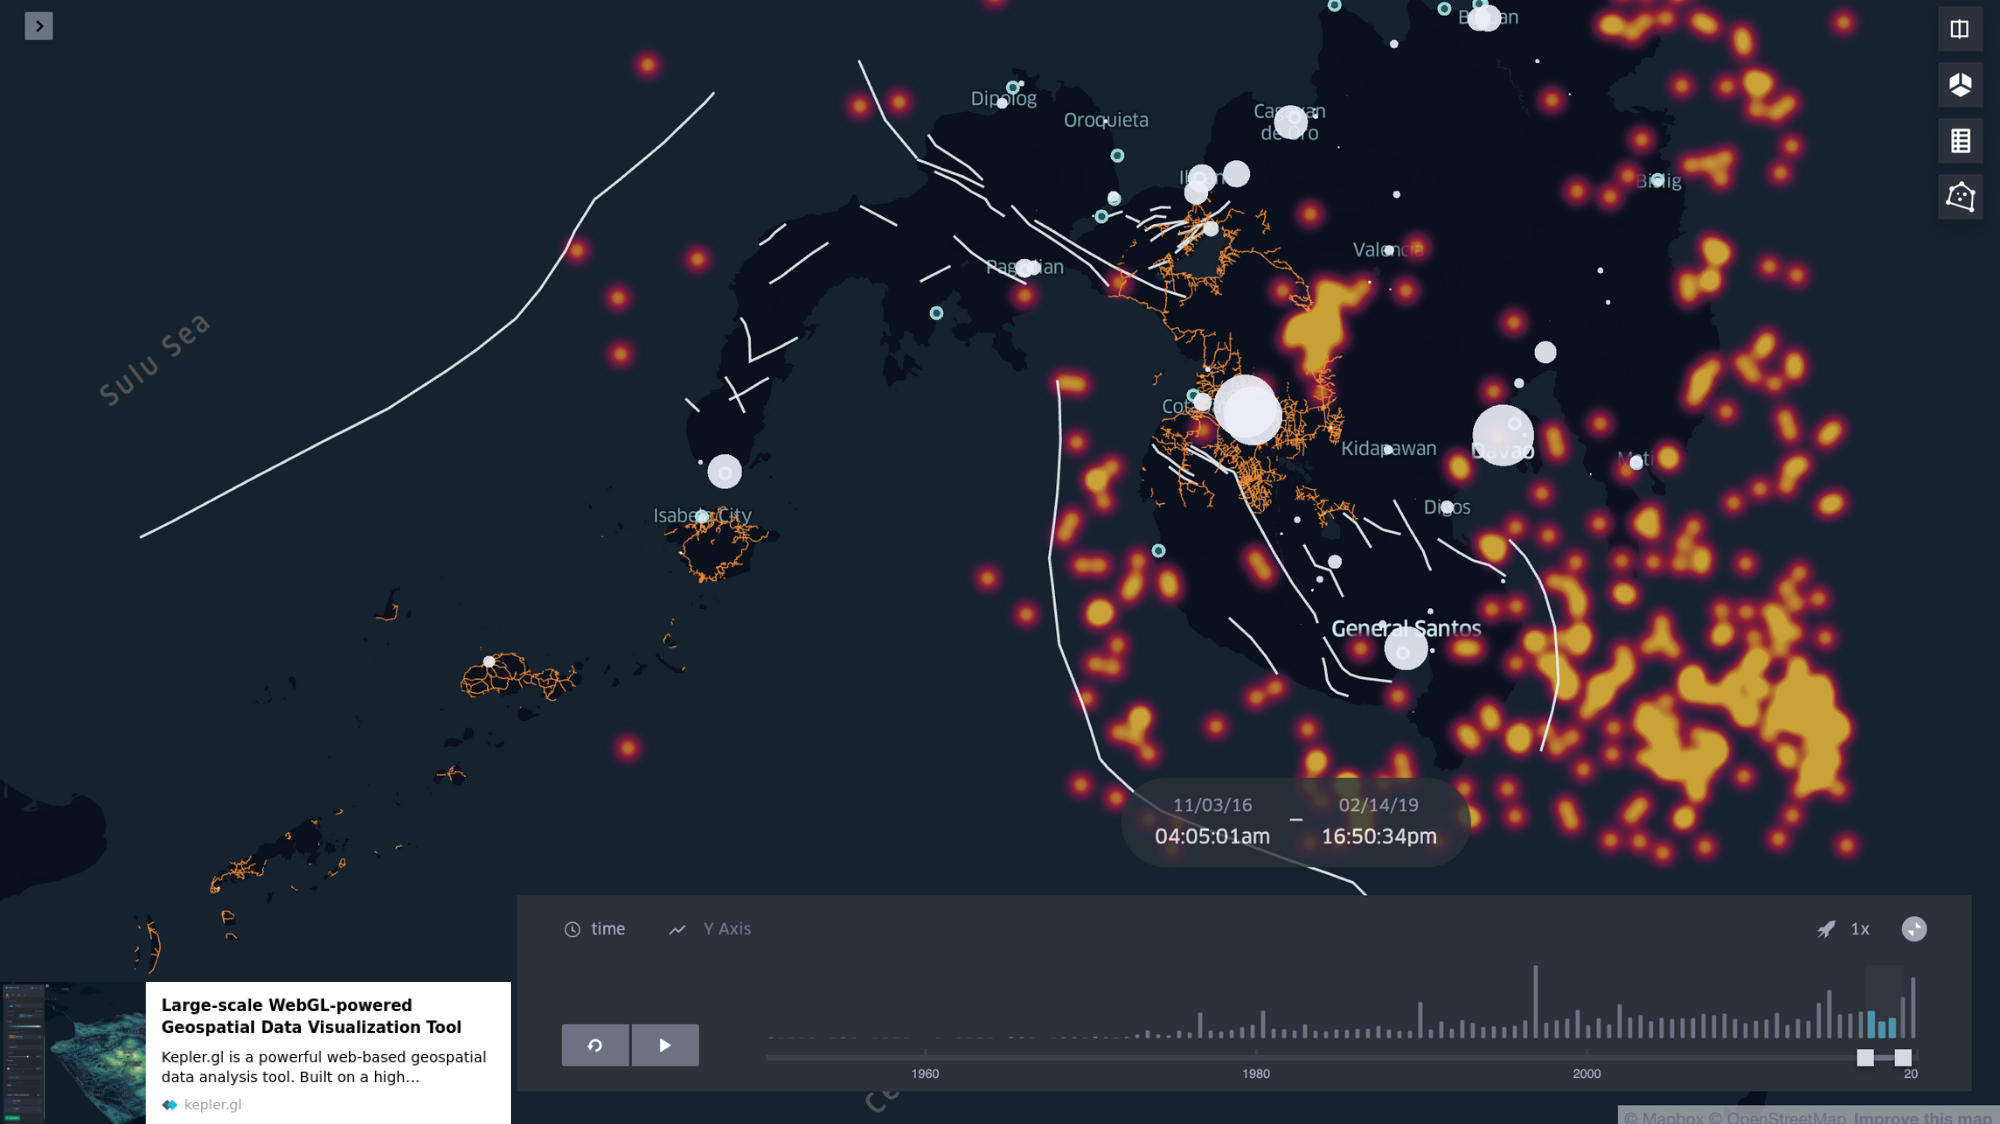 Butuan
Dipolog
Oroquieta
Cagayan
de Oro
Iligan
Bislig
Valencia
Pagadian
Sulu Sea
Kidapawan
Davao
Mati
Digos
Isabela City
General Santos
11/03/16 – 02/14/19
04:05:01am 16:50:34pm
time Y Axis 1x
1960 1980 2000 20
Large-scale WebGL-powered
Geospatial Data Visualization Tool
Kepler.gl is a powerful web-based geospatial
data analysis tool. Built on a high...
kepler.gl
Ce
© Mapbox © OpenStreetMap Improve this map